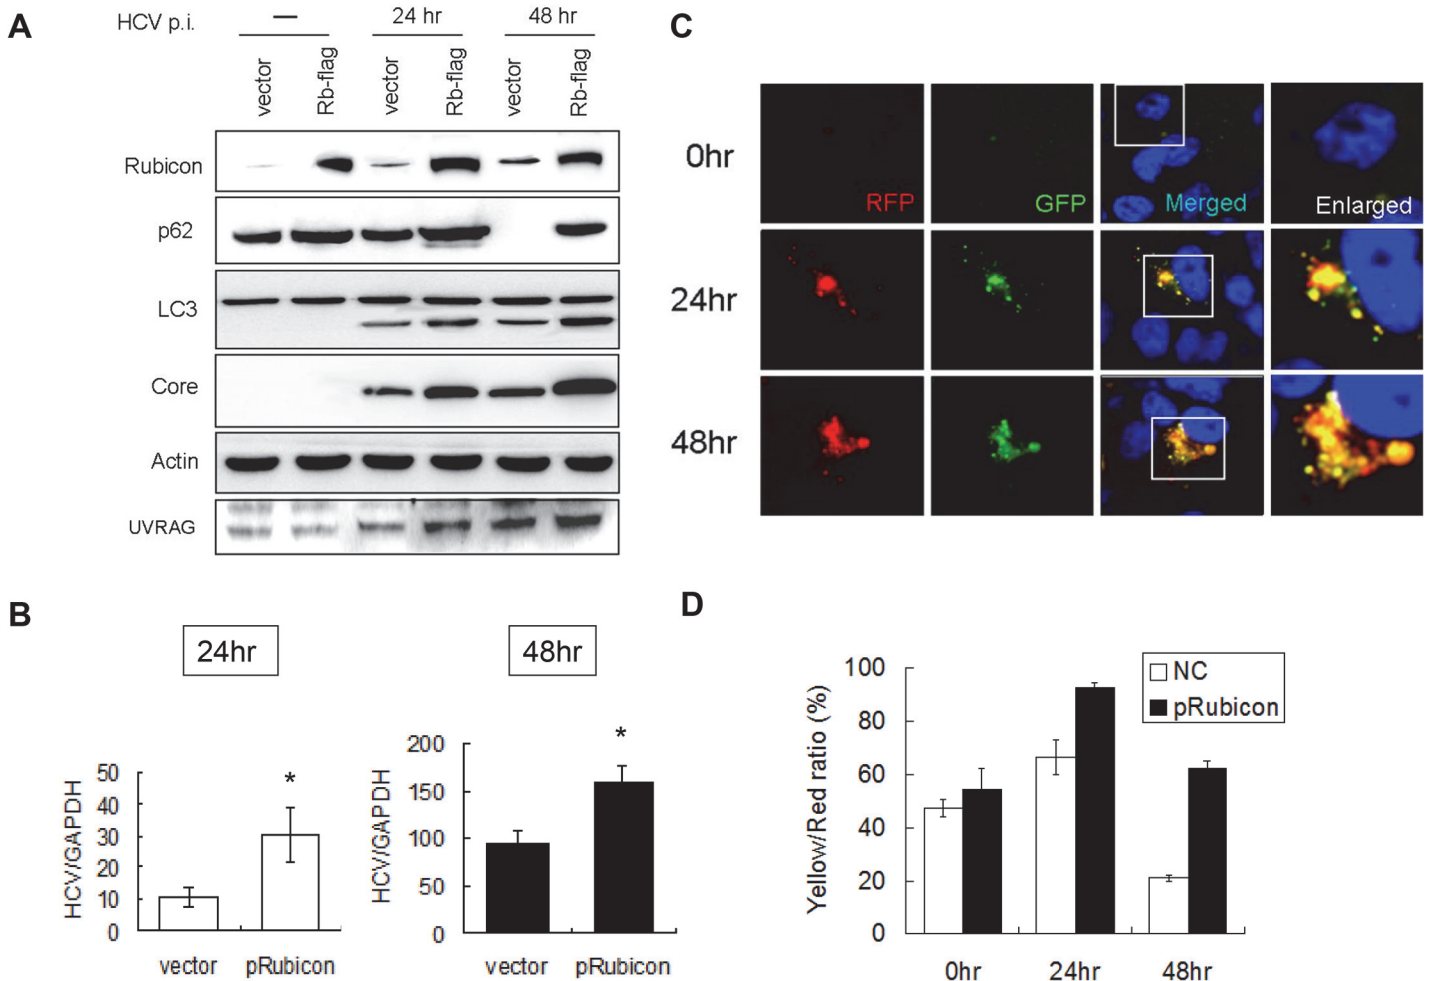 A
HCV p.i.
—
24 hr
48 hr
vector
Rb-flag
vector
Rb-flag
vector
Rb-flag
Rubicon
p62
LC3
Core
Actin
UVRAG
B
24hr
HCV/GAPDH
50
40
30
20
10
0
*
vector
pRubicon
48hr
HCV/GAPDH
200
150
100
50
0
*
vector
pRubicon
C
0hr
RFP
GFP
Merged
Enlarged
24hr
48hr
D
Yellow/Red ratio (%)
100
80
60
40
20
0
NC
pRubicon
0hr
24hr
48hr